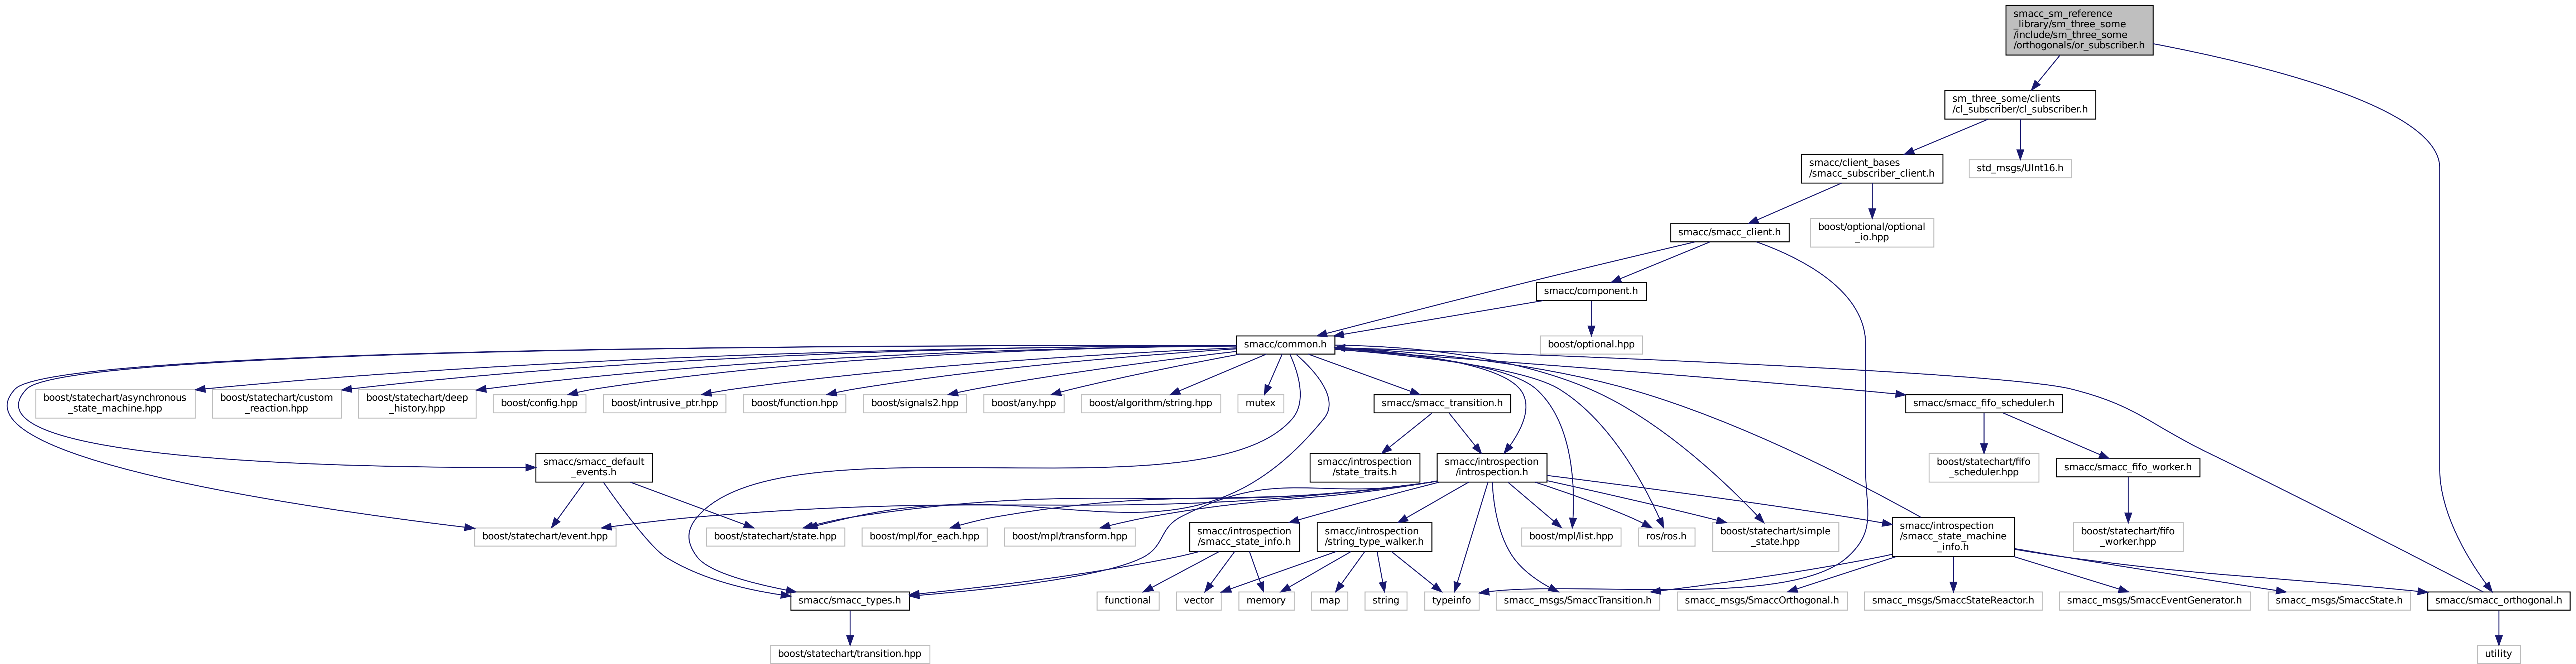 smacc_sm_reference
_library/sm_three_some
/include/sm_three_some
/orthogonals/or_subscriber.h
sm_three_some/clients
/cl_subscriber/cl_subscriber.h
smacc/client_bases
/smacc_subscriber_client.h
std_msgs/UInt16.h
smacc/smacc_client.h
boost/optional/optional
_io.hpp
smacc/component.h
smacc/common.h
boost/optional.hpp
boost/statechart/asynchronous
_state_machine.hpp
boost/statechart/custom
_reaction.hpp
boost/statechart/deep
_history.hpp
boost/config.hpp
boost/intrusive_ptr.hpp
boost/function.hpp
boost/signals2.hpp
boost/any.hpp
boost/algorithm/string.hpp
mutex
smacc/smacc_transition.h
smacc/smacc_fifo_scheduler.h
smacc/smacc_default
_events.h
smacc/introspection
/state_traits.h
smacc/introspection
/introspection.h
boost/statechart/fifo
_scheduler.hpp
smacc/smacc_fifo_worker.h
boost/statechart/event.hpp
boost/statechart/state.hpp
boost/mpl/for_each.hpp
boost/mpl/transform.hpp
smacc/introspection
/smacc_state_info.h
smacc/introspection
/string_type_walker.h
boost/mpl/list.hpp
ros/ros.h
boost/statechart/simple
_state.hpp
smacc/introspection
/smacc_state_machine
_info.h
boost/statechart/fifo
_worker.hpp
smacc/smacc_types.h
functional
vector
memory
map
string
typeinfo
smacc_msgs/SmaccTransition.h
smacc_msgs/SmaccOrthogonal.h
smacc_msgs/SmaccStateReactor.h
smacc_msgs/SmaccEventGenerator.h
smacc_msgs/SmaccState.h
smacc/smacc_orthogonal.h
boost/statechart/transition.hpp
utility